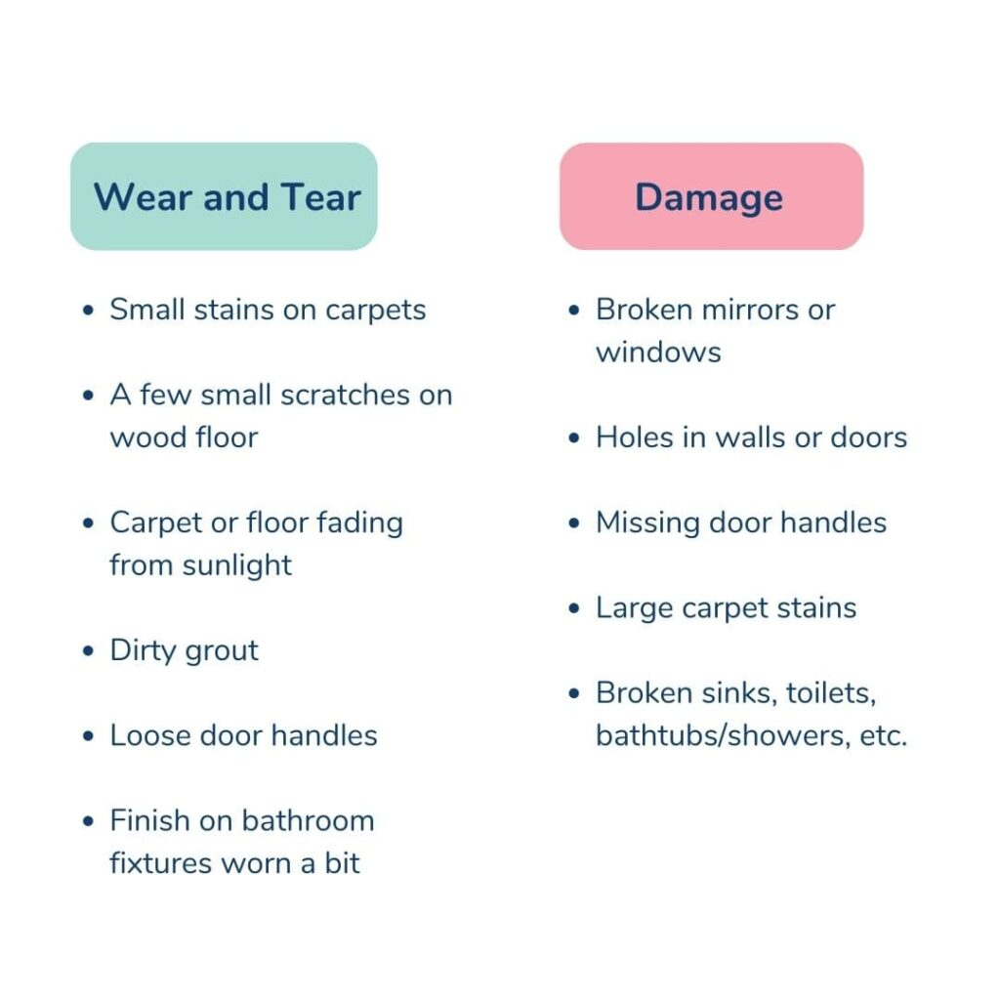 Wear and Tear
• Small stains on carpets
• A few small scratches on
wood floor
• Carpet or floor fading
from sunlight
• Dirty grout
• Loose door handles
• Finish on bathroom
fixtures worn a bit
Damage
• Broken mirrors or
windows
• Holes in walls or doors
• Missing door handles
• Large carpet stains
• Broken sinks, toilets,
bathtubs/showers, etc.